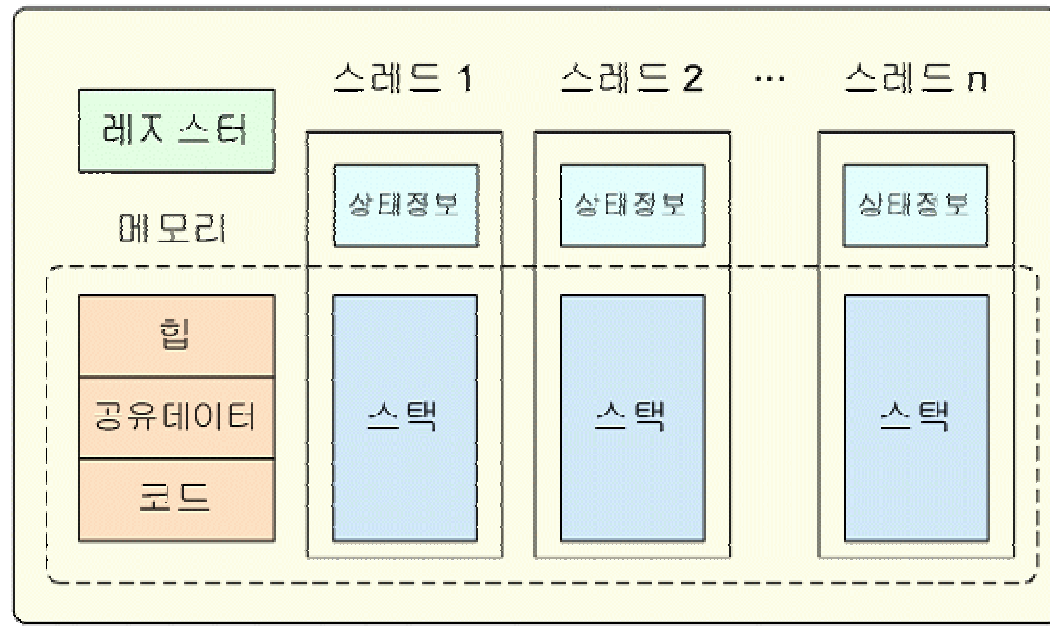 스레드 1
스레드 2
...
스레드 n
레지스터
상태정보
상태정보
상태정보
메모리
힙
공유데이터
코드
스택
스택
스택